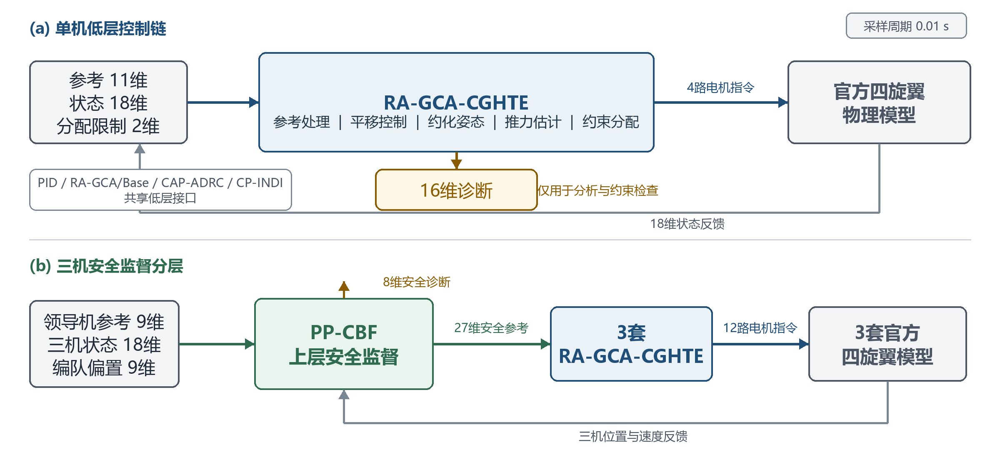 (a) 单机低层控制链
采样周期 0.01 s
参考 11维
状态 18维
分配限制 2维
RA-GCA-CGHTE
参考处理 | 平移控制 | 约化姿态 | 推力估计 | 约束分配
4路电机指令
官方四旋翼
物理模型
PID / RA-GCA/Base / CAP-ADRC / CP-INDI
共享低层接口
16维诊断
仅用于分析与约束检查
18维状态反馈
(b) 三机安全监督分层
8维安全诊断
领导机参考 9维
三机状态 18维
编队偏置 9维
PP-CBF
上层安全监督
27维安全参考
3套
RA-GCA-CGHTE
12路电机指令
3套官方
四旋翼模型
三机位置与速度反馈